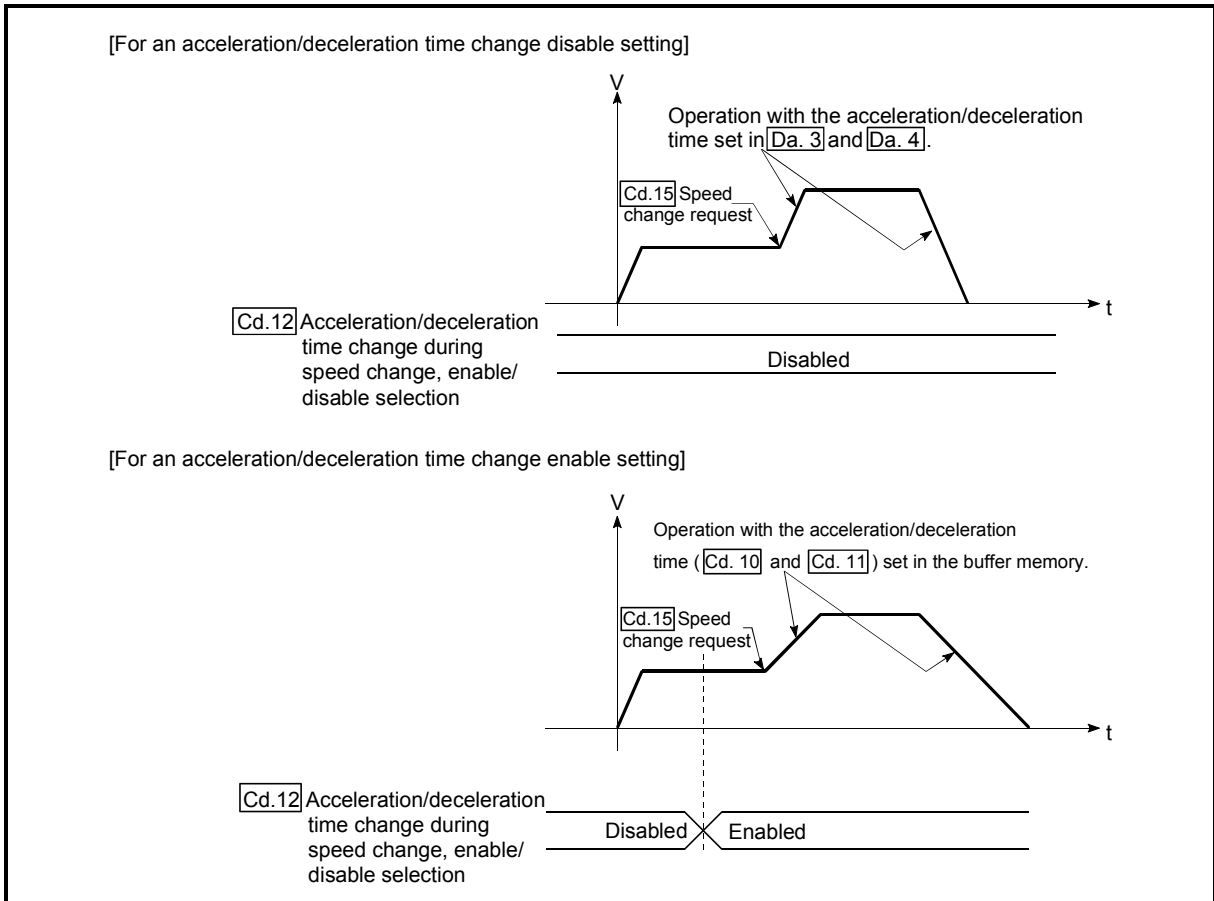 [For an acceleration/deceleration time change disable setting]
V
Operation with the acceleration/deceleration
time set in Da. 3 and Da. 4 .
Cd.15 Speed
change request
t
Cd.12 Acceleration/deceleration
time change during
speed change, enable/
disable selection
Disabled
[For an acceleration/deceleration time change enable setting]
V
Operation with the acceleration/deceleration
time ( Cd. 10 and Cd. 11 ) set in the buffer memory.
Cd.15 Speed
change request
t
Cd.12 Acceleration/deceleration
time change during
speed change, enable/
disable selection
Disabled Enabled